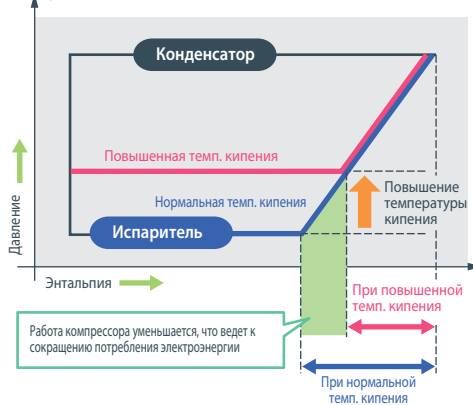 Конденсатор
Повышенная темп. кипения
Нормальная темп. кипения
Повышение
температуры
кипения
Испаритель
Давление
Энтальпия
При повышенной
темп. кипения
Работа компрессора уменьшается, что ведет к
сокращению потребления электроэнергии
При нормальной
темп. кипения